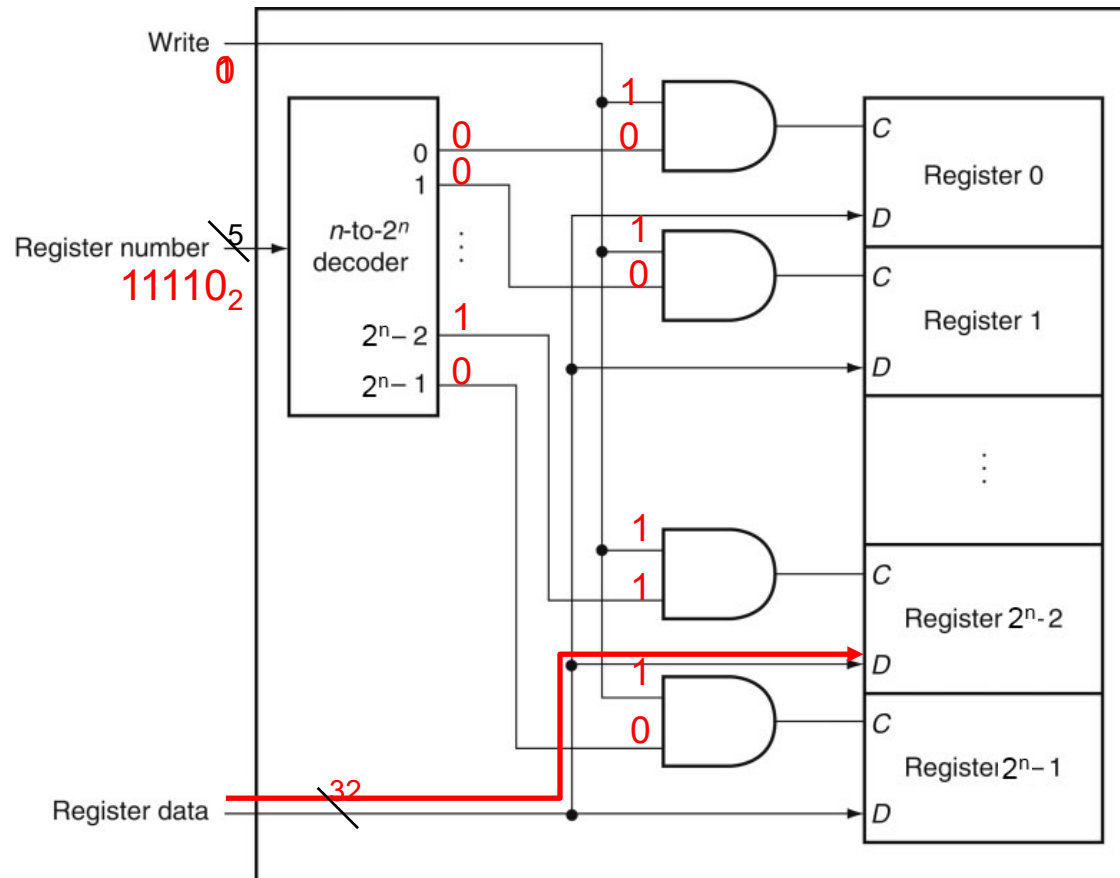 Write
01
1
C
0
0
0
Register 0
1
0
D
n-to-2ⁿ
decoder
⋮
5
Register number
11110₂
1
0
C
Register 1
2ⁿ – 2
1
2ⁿ – 1
0
D
⋮
1
1
C
Register 2ⁿ-2
D
1
0
C
Register 2ⁿ – 1
32
Register data
D